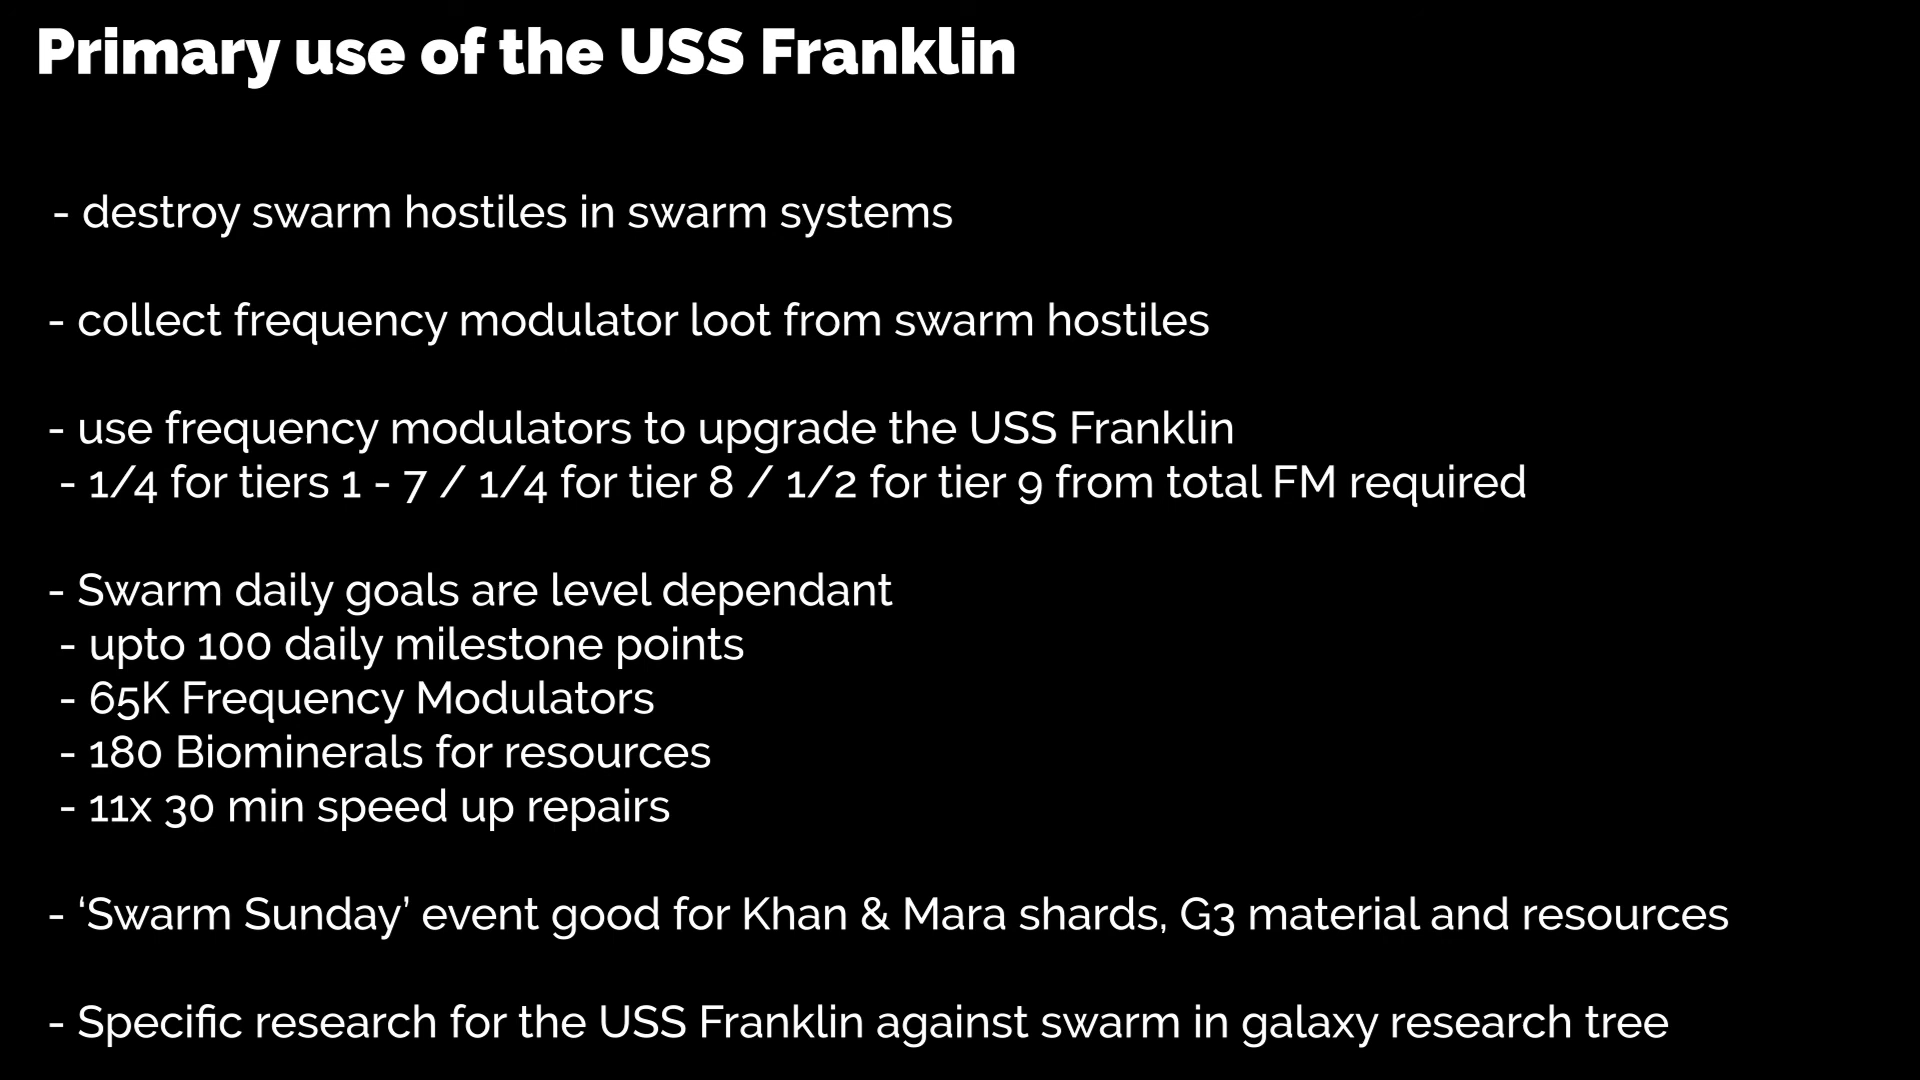 Primary use of the USS Franklin
- destroy swarm hostiles in swarm systems
- collect frequency modulator loot from swarm hostiles
- use frequency modulators to upgrade the USS Franklin
- 1/4 for tiers 1 - 7 / 1/4 for tier 8 / 1/2 for tier 9 from total FM required
- Swarm daily goals are level dependant
- upto 100 daily milestone points
- 65K Frequency Modulators
- 180 Biominerals for resources
- 11x 30 min speed up repairs
- ‘Swarm Sunday’ event good for Khan & Mara shards, G3 material and resources
- Specific research for the USS Franklin against swarm in galaxy research tree